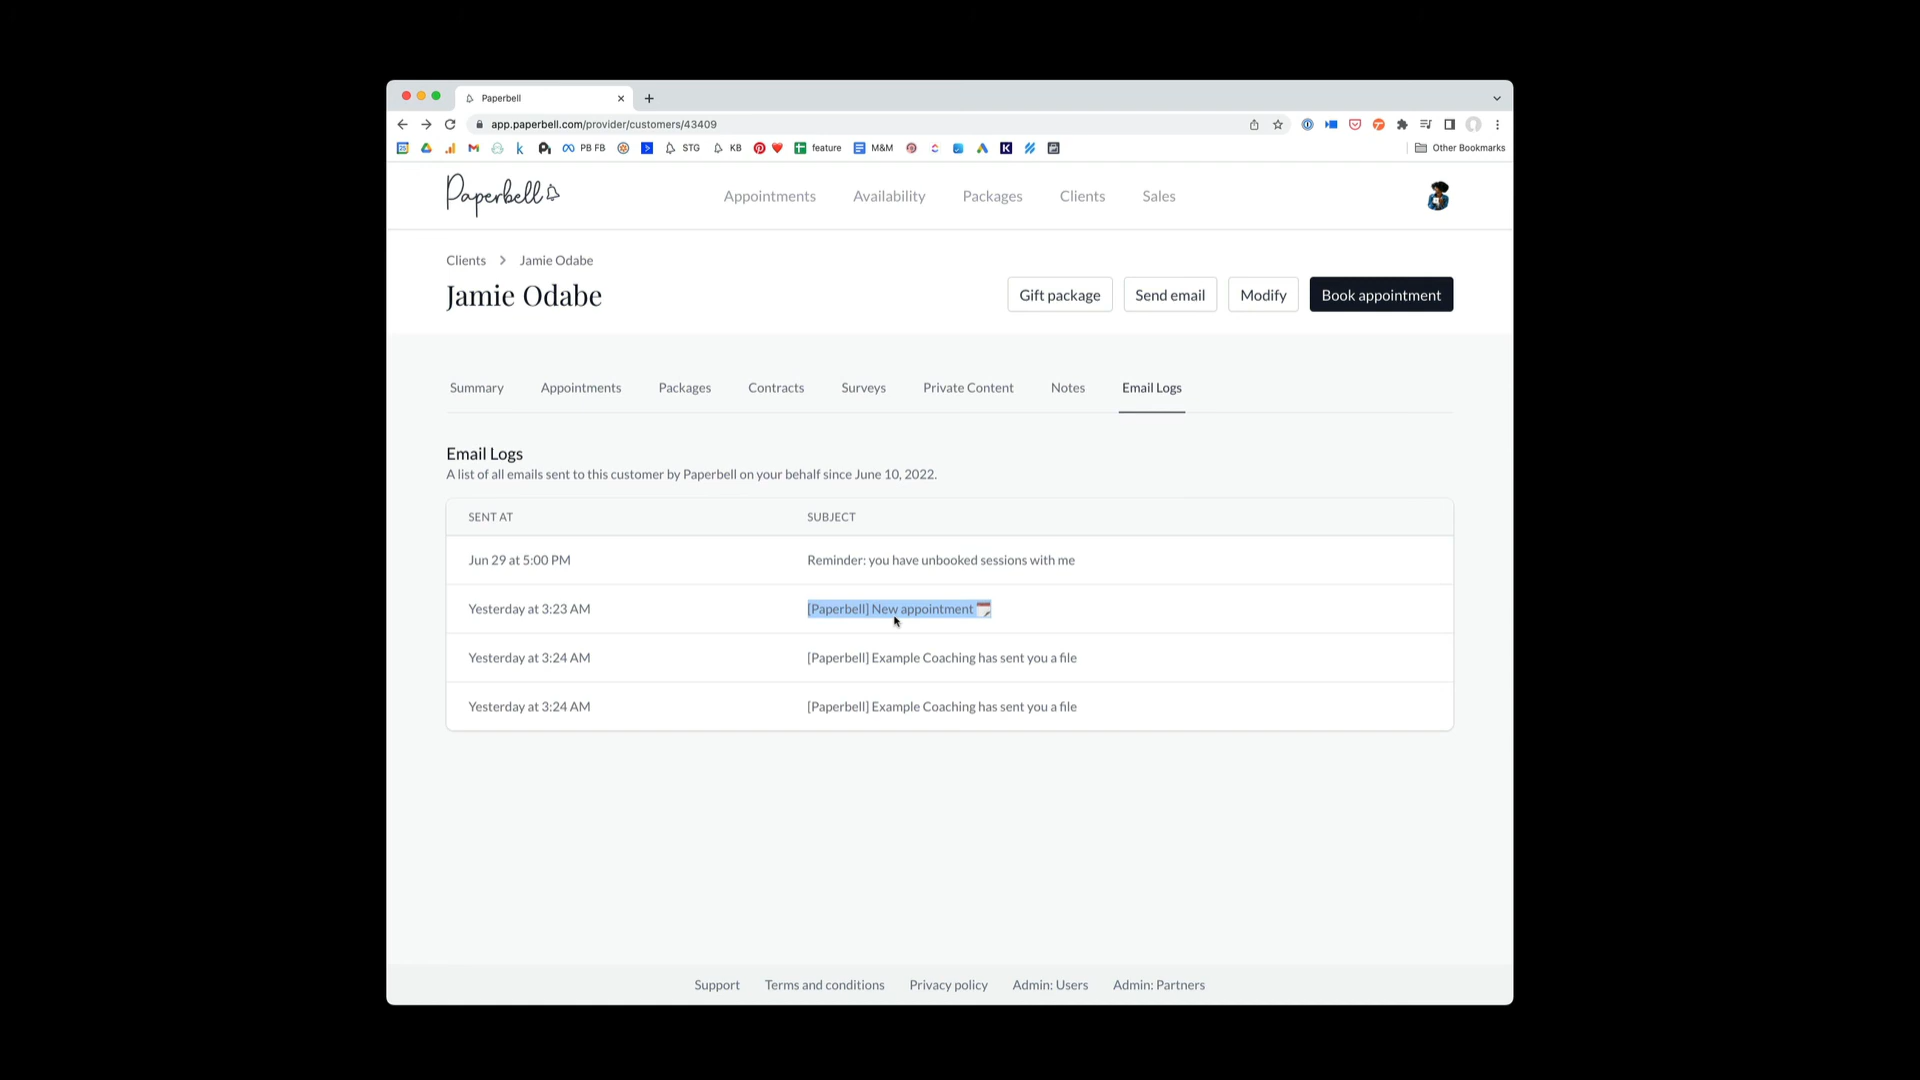 Paperbell
app.paperbell.com/provider/customers/43409
PB FB STG KB feature M&M Other Bookmarks
Paperbell
Appointments Availability Packages Clients Sales
Clients > Jamie Odabe
Jamie Odabe
Gift package Send email Modify Book appointment
Summary Appointments Packages Contracts Surveys Private Content Notes Email Logs
Email Logs
A list of all emails sent to this customer by Paperbell on your behalf since June 10, 2022.
SENT AT SUBJECT
Jun 29 at 5:00 PM Reminder: you have unbooked sessions with me
Yesterday at 3:23 AM [Paperbell] New appointment
Yesterday at 3:24 AM [Paperbell] Example Coaching has sent you a file
Yesterday at 3:24 AM [Paperbell] Example Coaching has sent you a file
Support Terms and conditions Privacy policy Admin: Users Admin: Partners